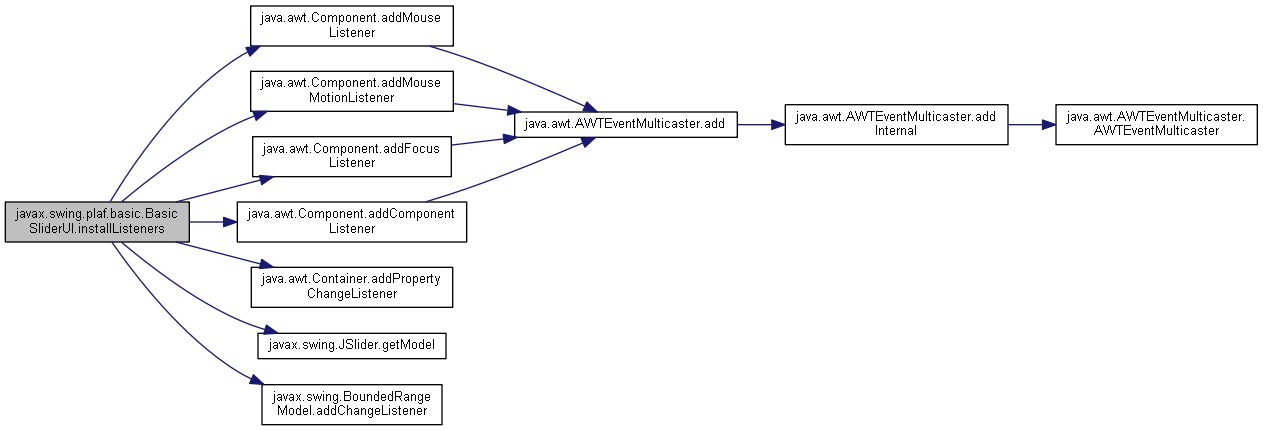 java.awt.Component.addMouse
Listener
java.awt.Component.addMouse
MotionListener
java.awt.Component.addFocus
Listener
java.awt.Component.addComponent
Listener
java.awt.Container.addProperty
ChangeListener
javax.swing.JSlider.getModel
javax.swing.BoundedRange
Model.addChangeListener
javax.swing.plaf.basic.Basic
SliderUI.installListeners
java.awt.AWTEventMulticaster.add
java.awt.AWTEventMulticaster.add
Internal
java.awt.AWTEventMulticaster.
AWTEventMulticaster